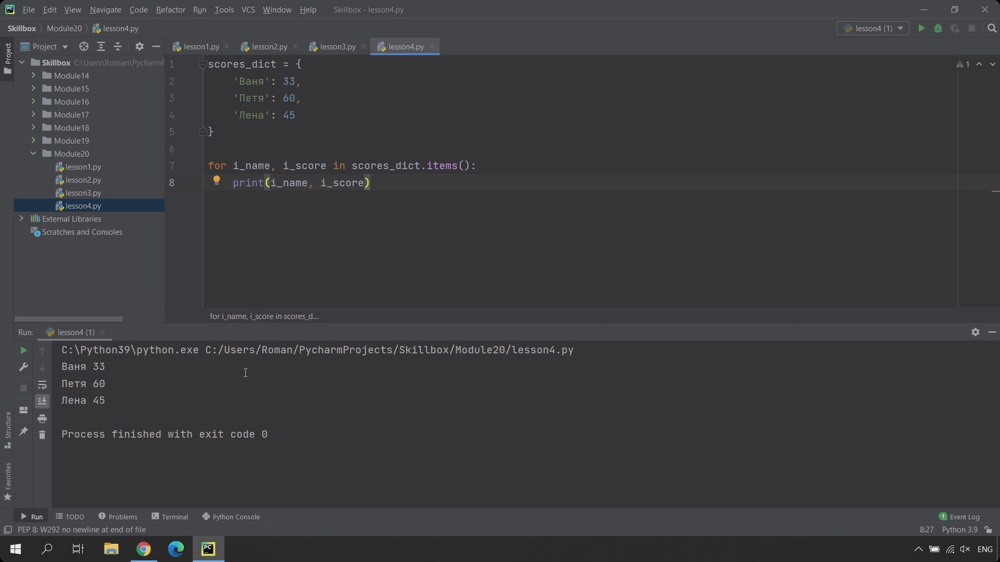 File Edit View Navigate Code Refactor Run Tools VCS Window Help Skillbox - lesson4.py
Skillbox Module20 lesson4.py lesson4 (1)
Project lesson1.py lesson2.py lesson3.py lesson4.py
Project
Skillbox C:\Users\Roman\PycharmP
Module14
Module15
Module16
Module17
Module18
Module19
Module20
lesson1.py
lesson2.py
lesson3.py
lesson4.py
External Libraries
Scratches and Consoles
1 scores_dict = { 1
2 'Ваня': 33,
3 'Петя': 60,
4 'Лена': 45
5 }
6
7 for i_name, i_score in scores_dict.items():
8 print(i_name, i_score)
for i_name, i_score in scores_d...
Run: lesson4 (1)
C:\Python39\python.exe C:/Users/Roman/PycharmProjects/Skillbox/Module20/lesson4.py
Ваня 33
Петя 60
Лена 45
Process finished with exit code 0
Structure
Favorites
Run TODO Problems Terminal Python Console 1 Event Log
PEP 8: W292 no newline at end of file 8:27 Python 3.9
PC ENG